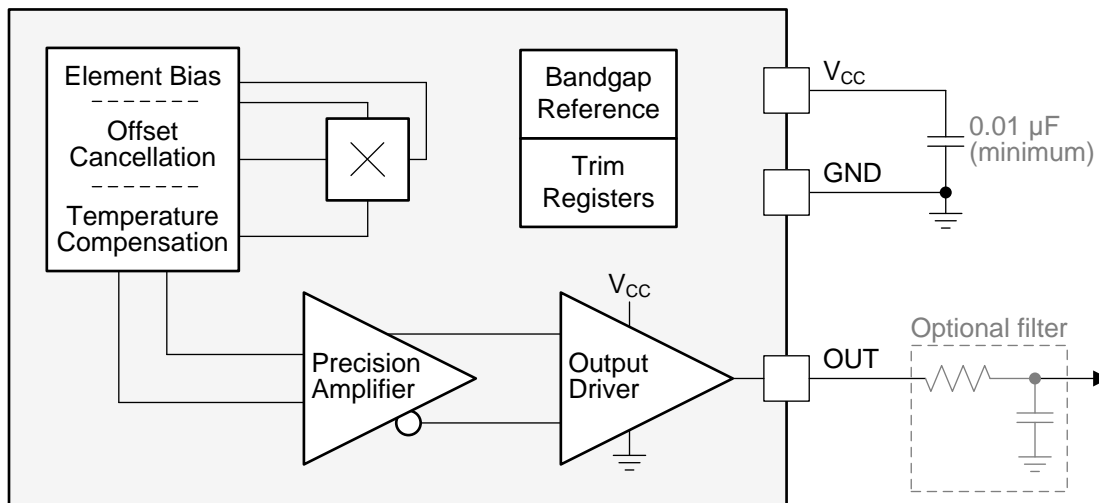 Element Bias
Offset
Cancellation
Temperature
Compensation
Bandgap
Reference
Trim
Registers
VCC
0.01 µF
(minimum)
GND
VCC
Precision
Amplifier
Output
Driver
OUT
Optional filter